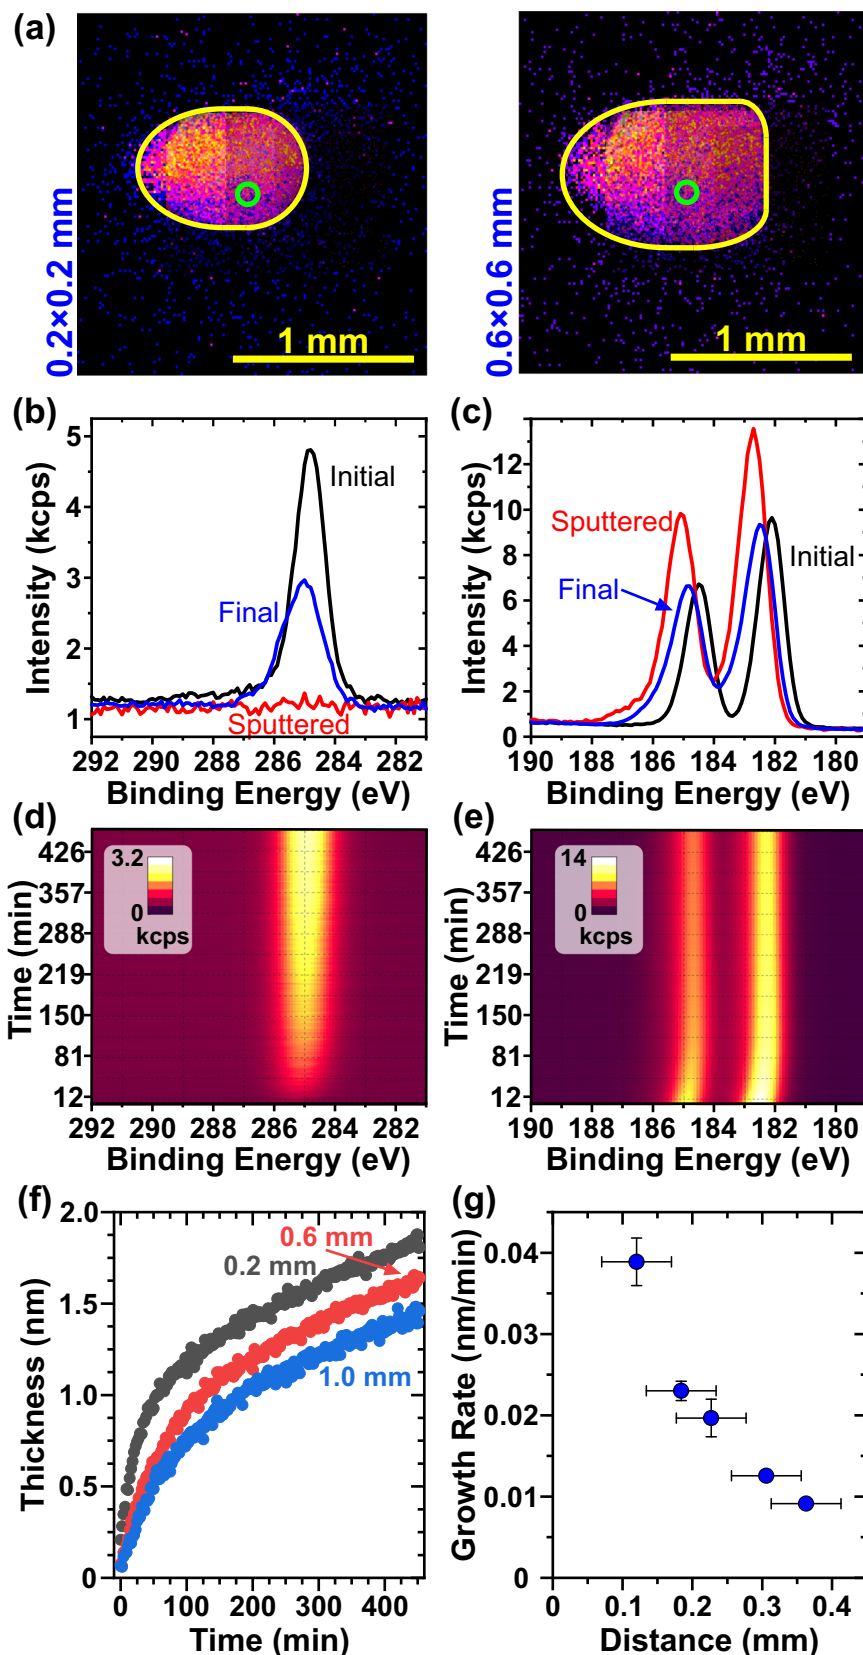 (a)
0.2×0.2 mm
1 mm
0.6×0.6 mm
1 mm
(b)
Intensity (kcps)
5
4
3
2
1
Initial
Final
Sputtered
292 290 288 286 284 282
Binding Energy (eV)
(c)
Intensity (kcps)
12
10
8
6
4
2
0
Sputtered
Initial
Final
190 188 186 184 182 180
Binding Energy (eV)
(d)
Time (min)
426
357
288
219
150
81
12
3.2
0
kcps
292 290 288 286 284 282
Binding Energy (eV)
(e)
Time (min)
426
357
288
219
150
81
12
14
0
kcps
190 188 186 184 182 180
Binding Energy (eV)
(f)
Thickness (nm)
2.0
1.5
1.0
0.5
0
0.6 mm
0.2 mm
1.0 mm
0 100 200 300 400
Time (min)
(g)
Growth Rate (nm/min)
0.04
0.03
0.02
0.01
0
0 0.1 0.2 0.3 0.4
Distance (mm)